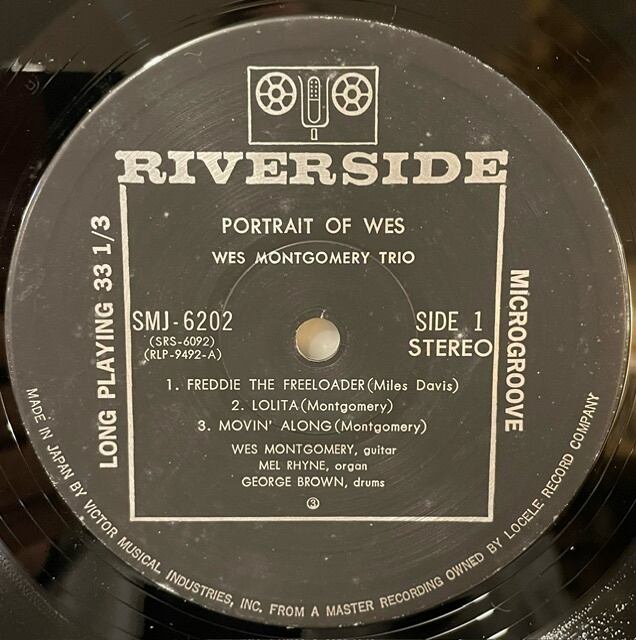 RIVERSIDE
PORTRAIT OF WES
WES MONTGOMERY TRIO
LONG PLAYING 33 1/3
MICROGROOVE
SMJ-6202
(SRS-6092)
(RLP-9492-A)
SIDE 1
STEREO
1. FREDDIE THE FREELOADER (Miles Davis)
2. LOLITA (Montgomery)
3. MOVIN' ALONG (Montgomery)
WES MONTGOMERY, guitar
MEL RHYNE, organ
GEORGE BROWN, drums
③
MADE IN JAPAN BY VICTOR MUSICAL INDUSTRIES, INC. FROM A MASTER RECORDING OWNED BY LOCELE RECORD COMPANY